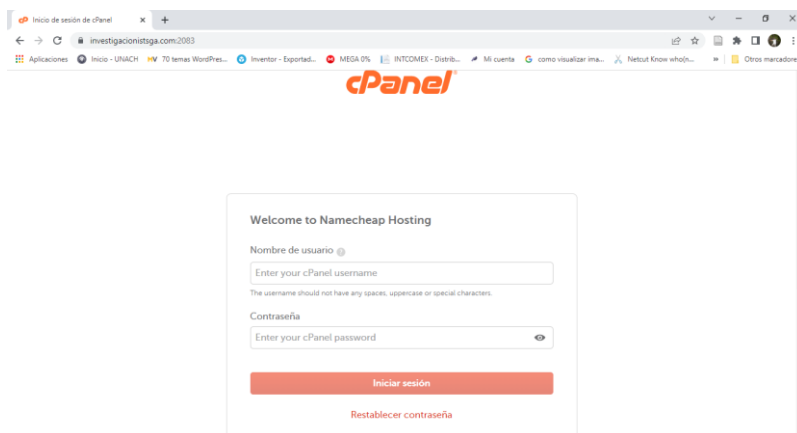 Inicio de sesión de cPanel
investigacionistsga.com:2083
Aplicaciones Inicio - UNACH 70 temas WordPres... Inventor - Exportad... MEGA 0% INTCOMEX - Distrib... Mi cuenta como visualizar ima... Netcut Know who(n... » Otros marcadore
cPanel
Welcome to Namecheap Hosting
Nombre de usuario
Enter your cPanel username
The username should not have any spaces, uppercase or special characters.
Contraseña
Enter your cPanel password
Iniciar sesión
Restablecer contraseña